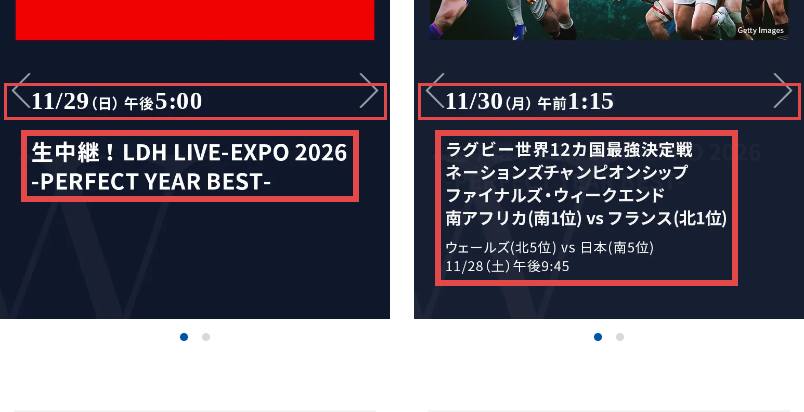 Getty Images
11/29(日) 午後5:00
生中継！LDH LIVE-EXPO 2026
-PERFECT YEAR BEST-
11/30(月) 午前1:15
ラグビー世界12カ国最強決定戦
ネーションズチャンピオンシップ
ファイナルズ・ウィークエンド
南アフリカ(南1位) vs フランス(北1位)
ウェールズ(北5位) vs 日本(南5位)
11/28(土)午後9:45